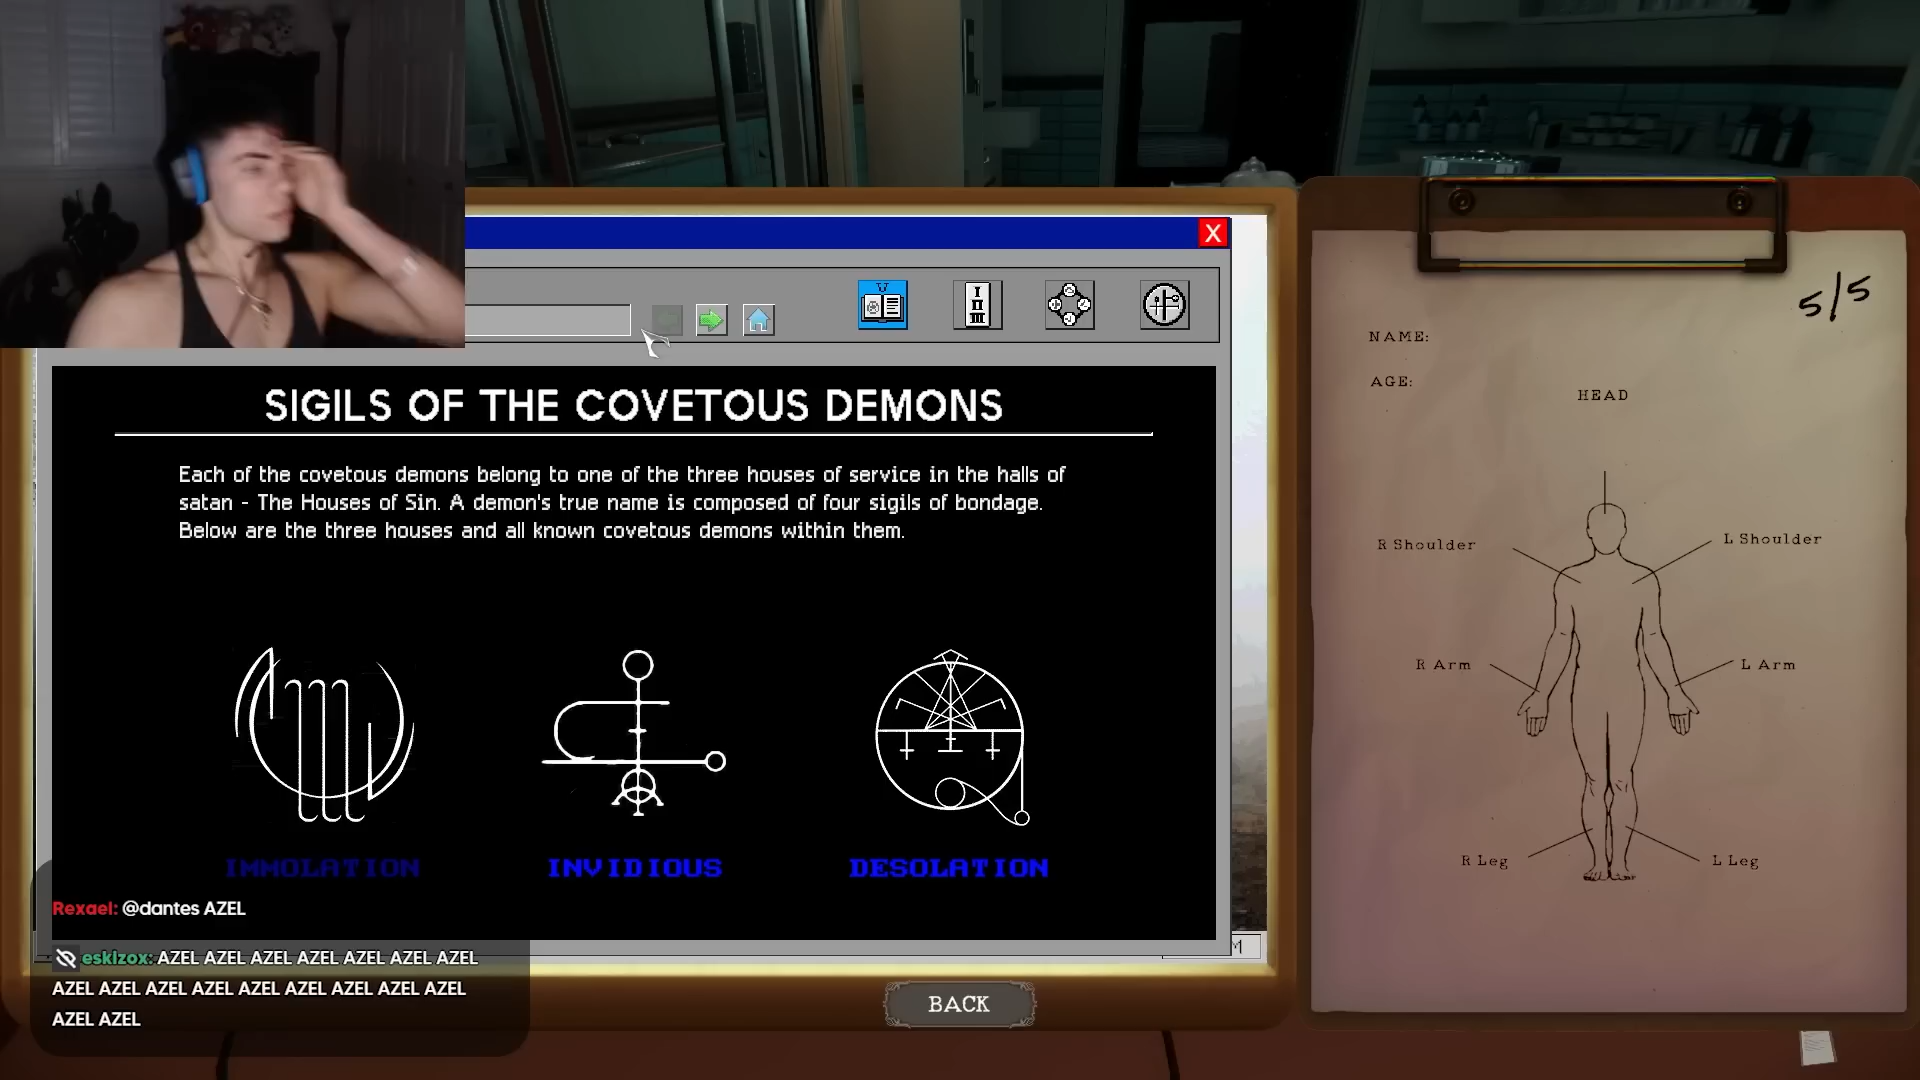 X
I
II
III
SIGILS OF THE COVETOUS DEMONS
Each of the covetous demons belong to one of the three houses of service in the halls of
satan - The Houses of Sin. A demon's true name is composed of four sigils of bondage.
Below are the three houses and all known covetous demons within them.
IMMOLATION
INVIDIOUS
DESOLATION
Rexael: @dantes AZEL
eskizox: AZEL AZEL AZEL AZEL AZEL AZEL AZEL
AZEL AZEL AZEL AZEL AZEL AZEL AZEL AZEL AZEL
AZEL AZEL
BACK
5/5
NAME:
AGE:
HEAD
R Shoulder
L Shoulder
R Arm
L Arm
R Leg
L Leg